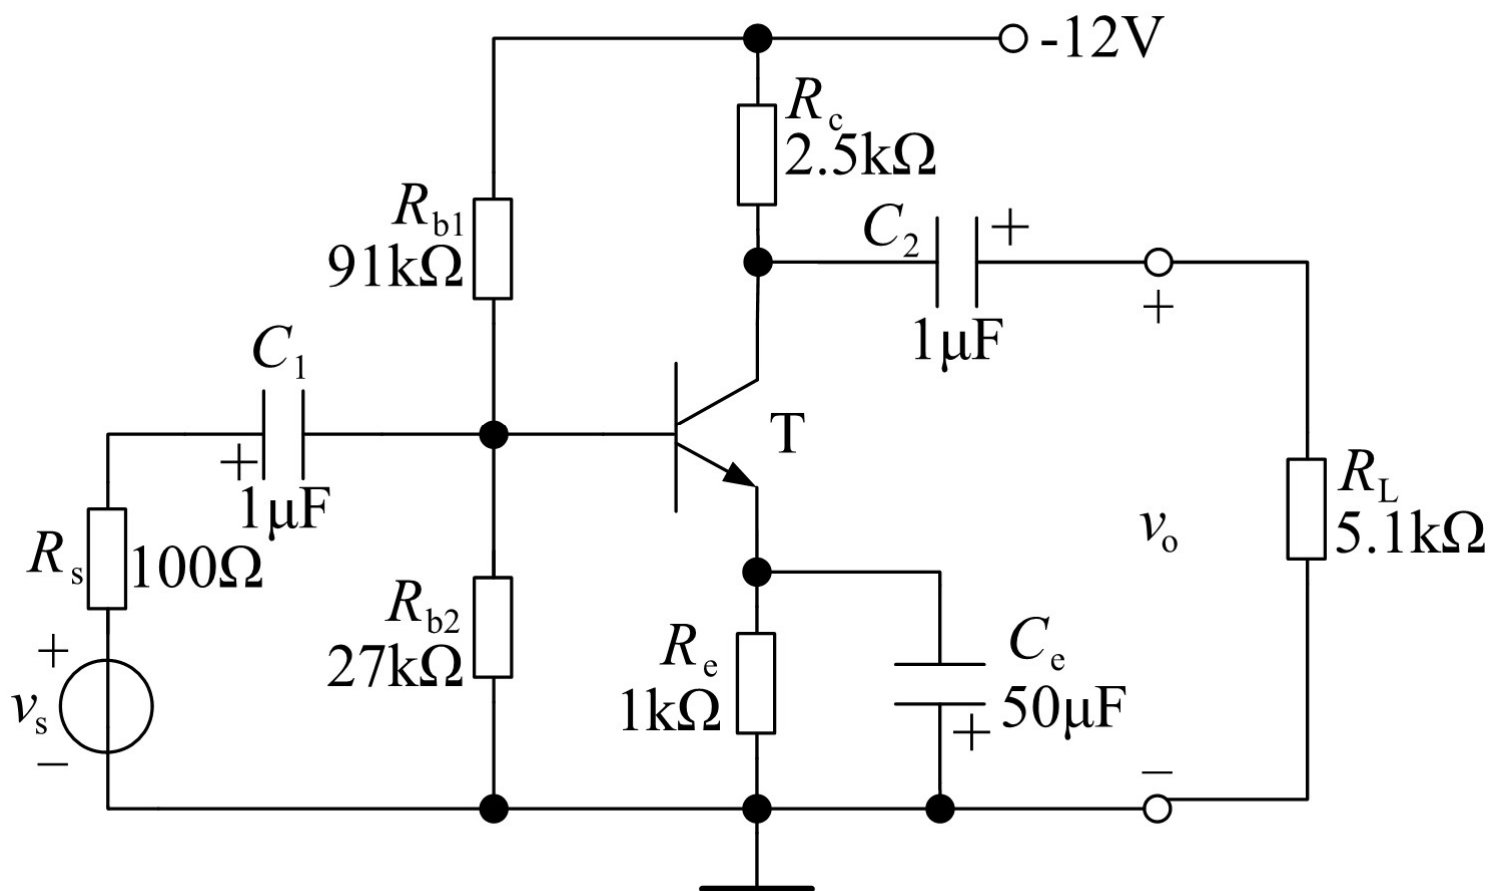 -12V
Rc
2.5kΩ
Rb1
91kΩ
C2
+
1μF
+
C1
+
1μF
T
RL
5.1kΩ
vo
Rs
100Ω
Rb2
27kΩ
Re
1kΩ
Ce
50μF
+
+
vs
−
−